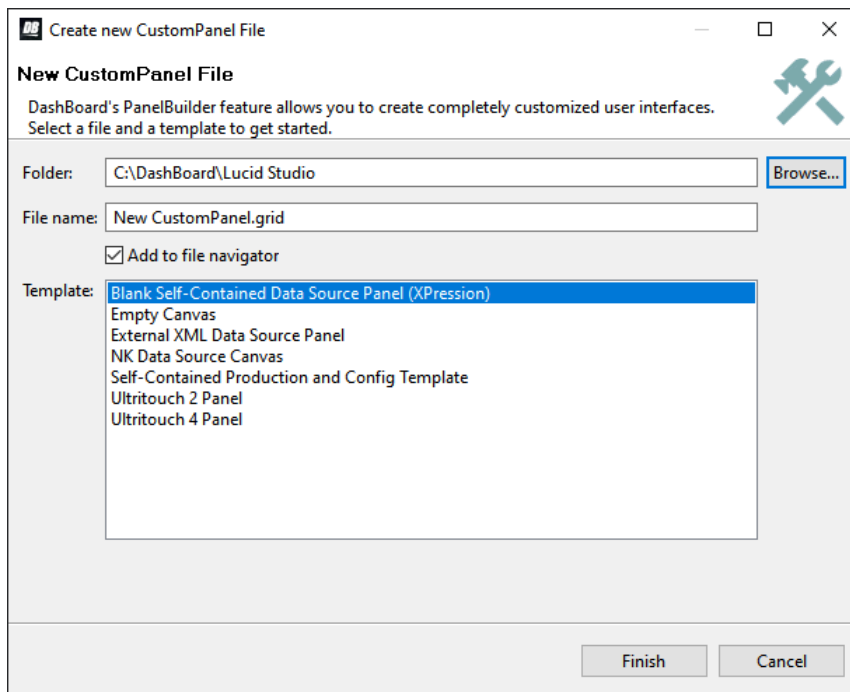 DB Create new CustomPanel File
New CustomPanel File
DashBoard's PanelBuilder feature allows you to create completely customized user interfaces.
Select a file and a template to get started.
Folder: C:\DashBoard\Lucid Studio Browse...
File name: New CustomPanel.grid
Add to file navigator
Template: Blank Self-Contained Data Source Panel (XPression)
Empty Canvas
External XML Data Source Panel
NK Data Source Canvas
Self-Contained Production and Config Template
Ultritouch 2 Panel
Ultritouch 4 Panel
Finish Cancel